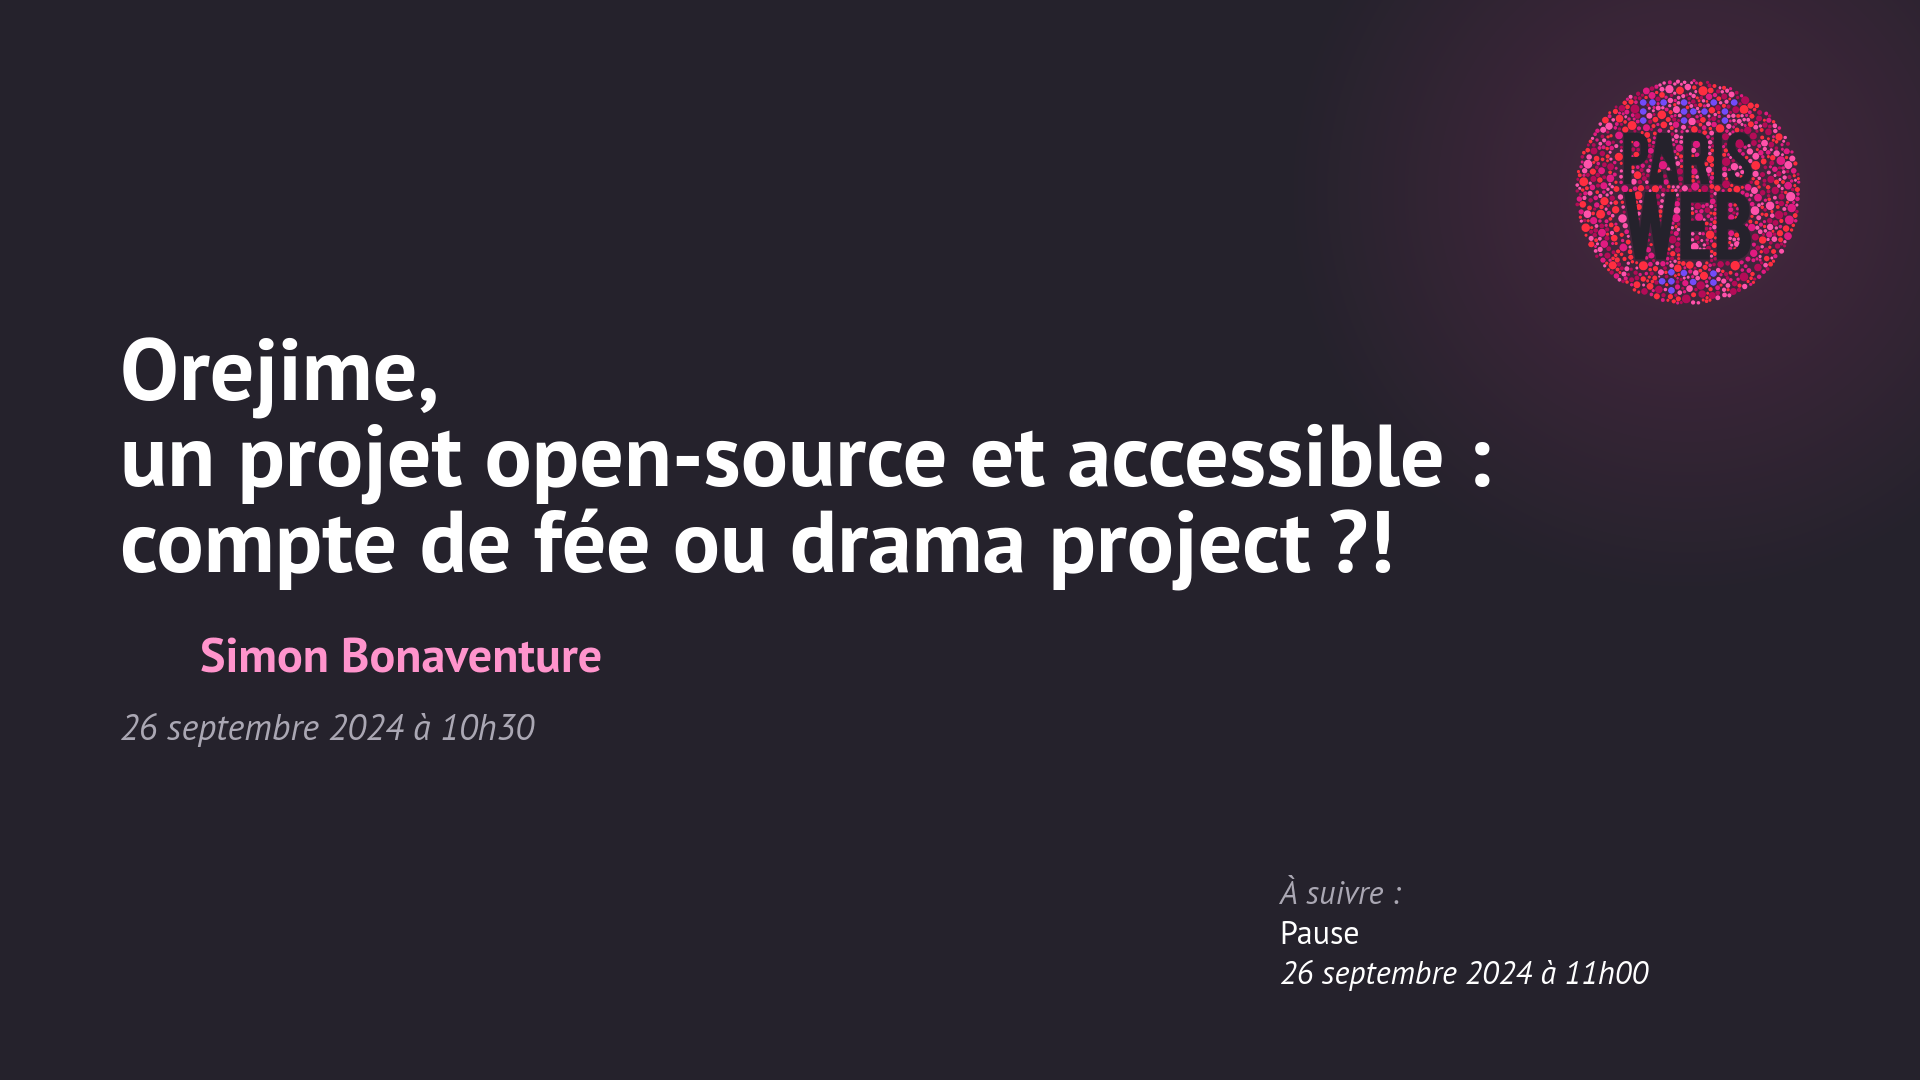 PARIS
WEB
Orejime,
un projet open-source et accessible :
compte de fée ou drama project ?!
Simon Bonaventure
26 septembre 2024 à 10h30
À suivre :
Pause
26 septembre 2024 à 11h00